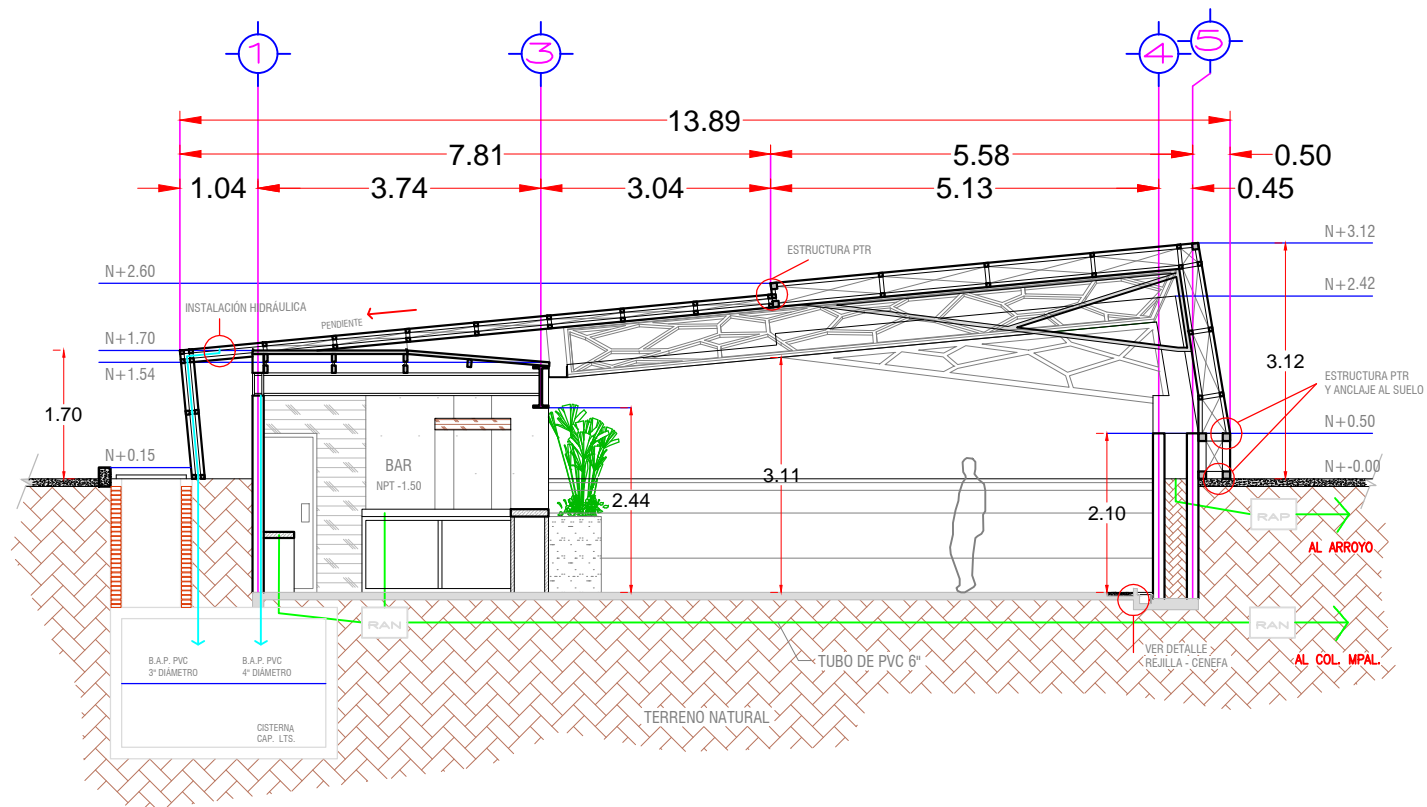 1
3
4
5
13.89
7.81
5.58
0.50
1.04
3.74
3.04
5.13
0.45
N+3.12
ESTRUCTURA PTR
N+2.60
N+2.42
INSTALACIÓN HIDRÁULICA
PENDIENTE
N+1.70
N+1.54
3.12
ESTRUCTURA PTR
Y ANCLAJE AL SUELO
1.70
N+0.50
N+0.15
BAR
NPT -1.50
N+-0.00
2.44
3.11
2.10
RAP
AL ARROYO
RAN
RAN
AL COL. MPAL.
VER DETALLE
REJILLA - CENEFA
TUBO DE PVC 6"
B.A.P. PVC
3" DIÁMETRO
B.A.P. PVC
4" DIÁMETRO
TERRENO NATURAL
CISTERNA
CAP. LTS.